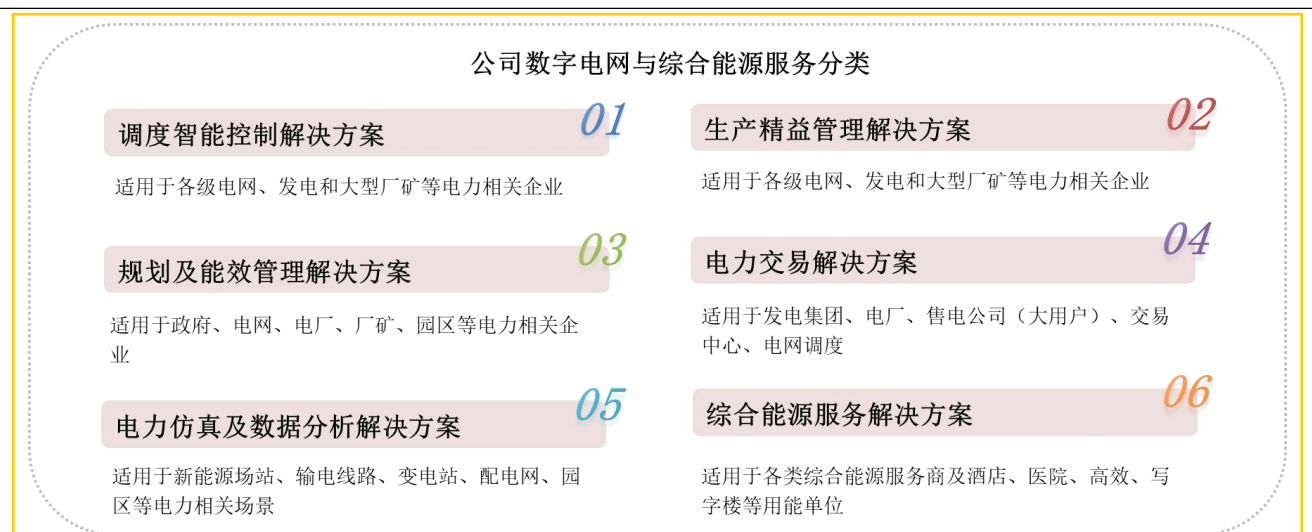 公司数字电网与综合能源服务分类
01
调度智能控制解决方案
适用于各级电网、发电和大型厂矿等电力相关企业
02
生产精益管理解决方案
适用于各级电网、发电和大型厂矿等电力相关企业
03
规划及能效管理解决方案
适用于政府、电网、电厂、厂矿、园区等电力相关企
业
04
电力交易解决方案
适用于发电集团、电厂、售电公司（大用户）、交易
中心、电网调度
05
电力仿真及数据分析解决方案
适用于新能源场站、输电线路、变电站、配电网、园
区等电力相关场景
06
综合能源服务解决方案
适用于各类综合能源服务商及酒店、医院、高效、写
字楼等用能单位